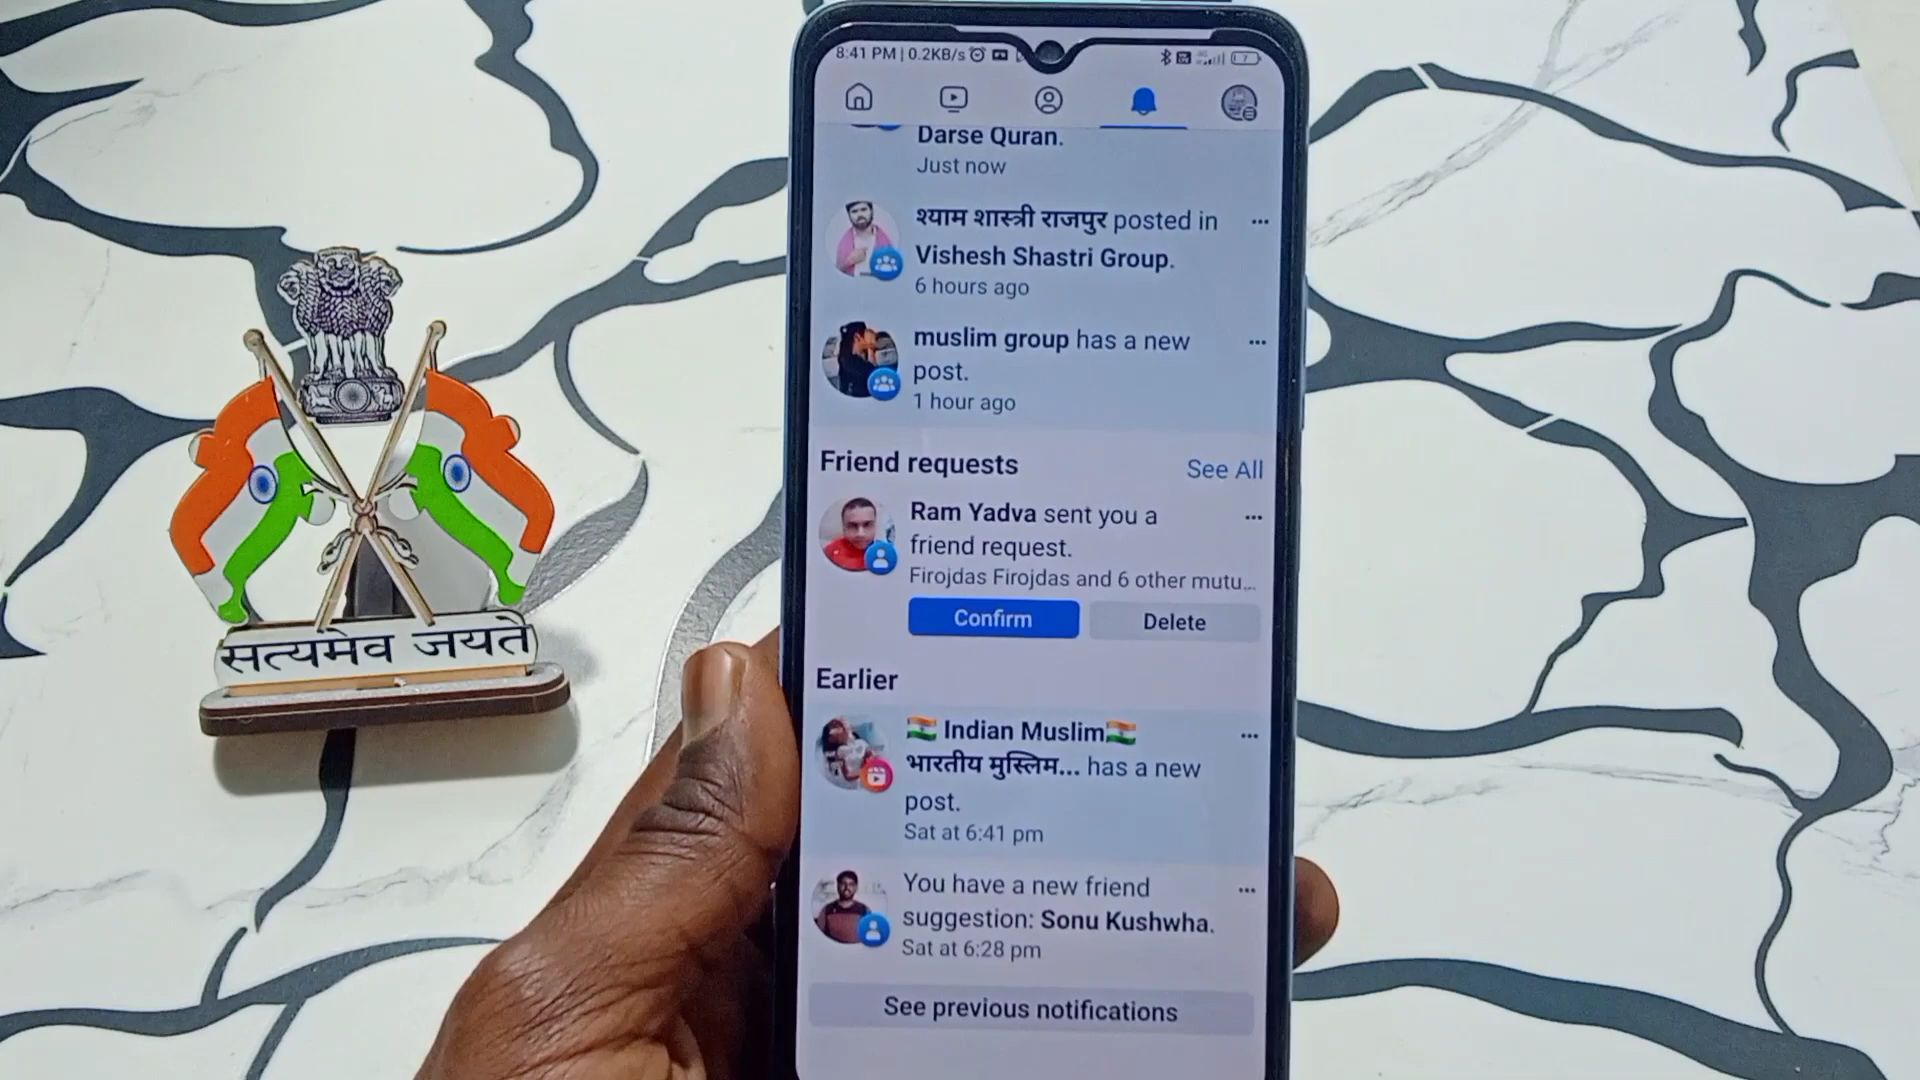 सत्यमेव जयते
8:41 PM | 0.2KB/s
Darse Quran.
Just now
श्याम शास्त्री राजपुर posted in
Vishesh Shastri Group.
6 hours ago
muslim group has a new
post.
1 hour ago
Friend requests
See All
Ram Yadva sent you a
friend request.
Firojdas Firojdas and 6 other mutu...
Confirm
Delete
Earlier
🇮🇳 Indian Muslim🇮🇳
भारतीय मुस्लिम... has a new
post.
Sat at 6:41 pm
You have a new friend
suggestion: Sonu Kushwha.
Sat at 6:28 pm
See previous notifications